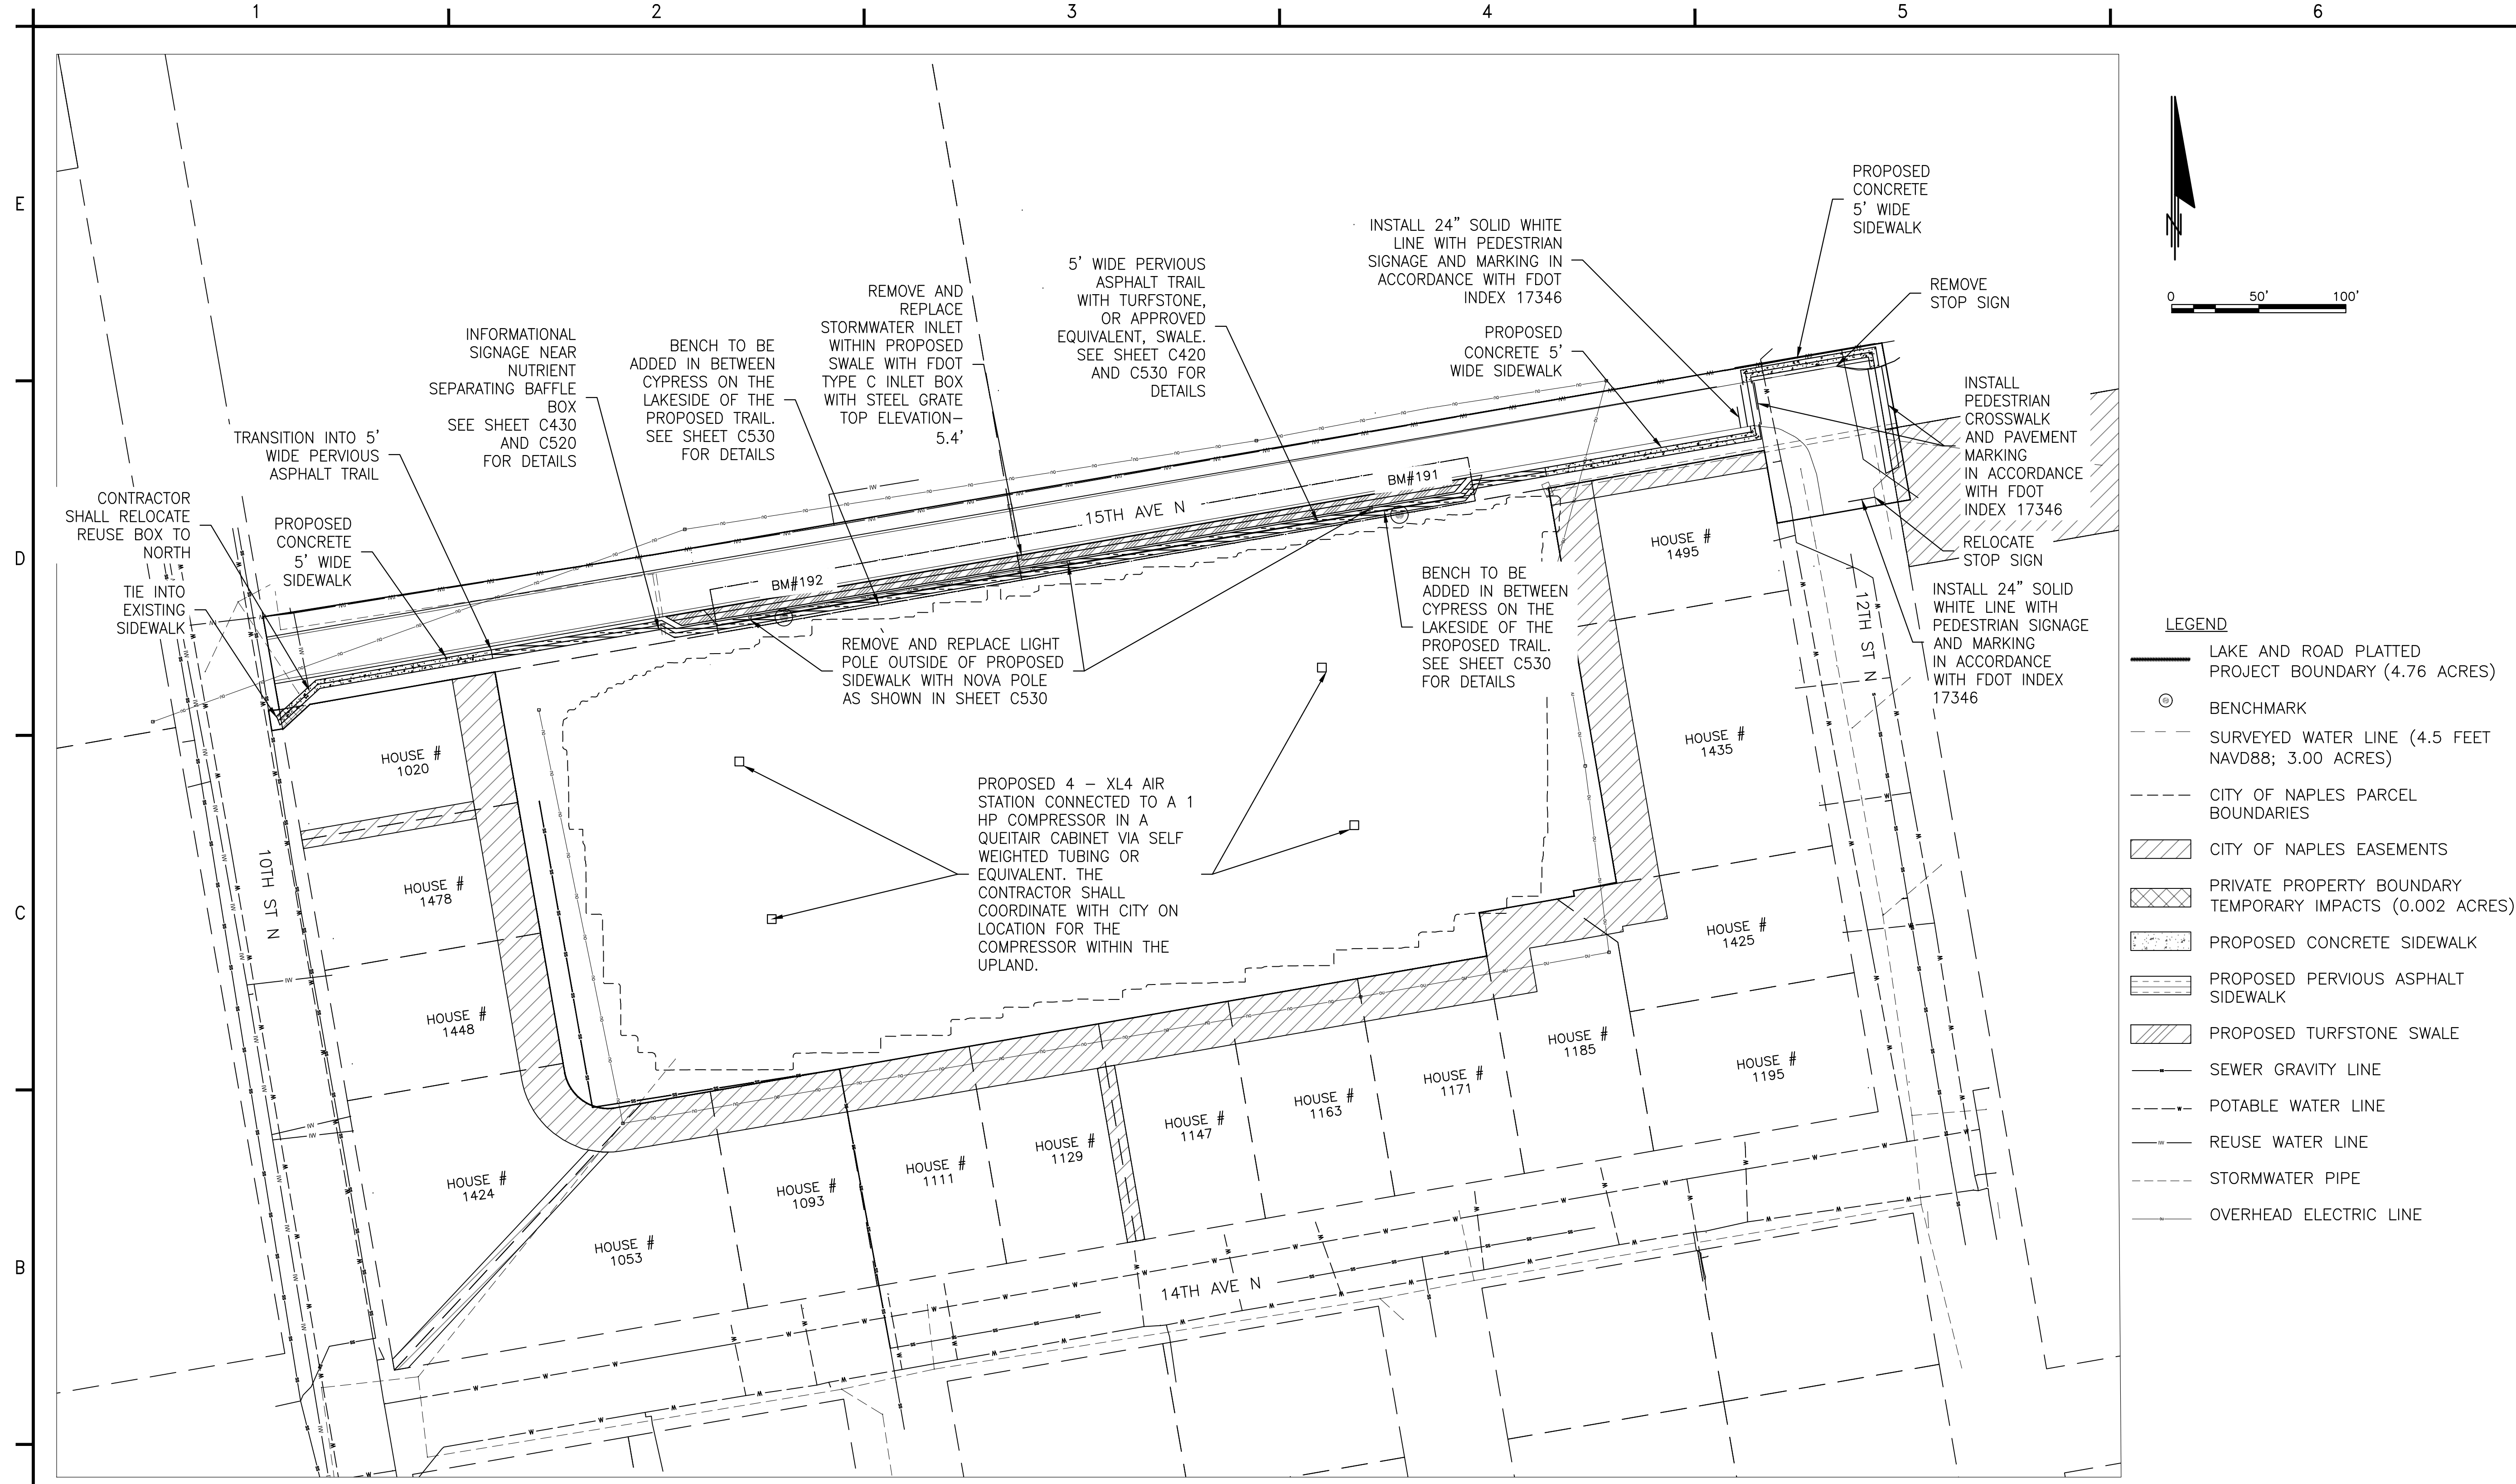 1
2
3
4
5
6
E
D
C
B
PROPOSED
CONCRETE
5' WIDE
SIDEWALK
INSTALL 24" SOLID WHITE
LINE WITH PEDESTRIAN
SIGNAGE AND MARKING IN
ACCORDANCE WITH FDOT
INDEX 17346
5' WIDE PERVIOUS
ASPHALT TRAIL
WITH TURFSTONE,
OR APPROVED
EQUIVALENT, SWALE.
SEE SHEET C420
AND C530 FOR
DETAILS
REMOVE AND
REPLACE
STORMWATER INLET
WITHIN PROPOSED
SWALE WITH FDOT
TYPE C INLET BOX
WITH STEEL GRATE
TOP ELEVATION–
5.4'
REMOVE
STOP SIGN
PROPOSED
CONCRETE 5'
WIDE SIDEWALK
INFORMATIONAL
SIGNAGE NEAR
NUTRIENT
SEPARATING BAFFLE
BOX
SEE SHEET C430
AND C520
FOR DETAILS
BENCH TO BE
ADDED IN BETWEEN
CYPRESS ON THE
LAKESIDE OF THE
PROPOSED TRAIL.
SEE SHEET C530
FOR DETAILS
INSTALL
PEDESTRIAN
CROSSWALK
AND PAVEMENT
MARKING
IN ACCORDANCE
WITH FDOT
INDEX 17346
TRANSITION INTO 5'
WIDE PERVIOUS
ASPHALT TRAIL
CONTRACTOR
SHALL RELOCATE
REUSE BOX TO
NORTH
PROPOSED
CONCRETE
5' WIDE
SIDEWALK
TIE INTO
EXISTING
SIDEWALK
BM#191
15TH AVE N
BM#192
RELOCATE
STOP SIGN
HOUSE #
1495
BENCH TO BE
ADDED IN BETWEEN
CYPRESS ON THE
LAKESIDE OF THE
PROPOSED TRAIL.
SEE SHEET C530
FOR DETAILS
INSTALL 24" SOLID
WHITE LINE WITH
PEDESTRIAN SIGNAGE
AND MARKING
IN ACCORDANCE
WITH FDOT INDEX
17346
12TH ST N
REMOVE AND REPLACE LIGHT
POLE OUTSIDE OF PROPOSED
SIDEWALK WITH NOVA POLE
AS SHOWN IN SHEET C530
HOUSE #
1020
HOUSE #
1435
PROPOSED 4 – XL4 AIR
STATION CONNECTED TO A 1
HP COMPRESSOR IN A
QUEITAIR CABINET VIA SELF
WEIGHTED TUBING OR
EQUIVALENT. THE
CONTRACTOR SHALL
COORDINATE WITH CITY ON
LOCATION FOR THE
COMPRESSOR WITHIN THE
UPLAND.
10TH ST N
HOUSE #
1478
HOUSE #
1425
HOUSE #
1448
HOUSE #
1185
HOUSE #
1195
HOUSE #
1171
HOUSE #
1163
HOUSE #
1147
HOUSE #
1129
HOUSE #
1111
HOUSE #
1093
HOUSE #
1424
HOUSE #
1053
14TH AVE N
N
0 50' 100'
LEGEND
LAKE AND ROAD PLATTED
PROJECT BOUNDARY (4.76 ACRES)
BENCHMARK
SURVEYED WATER LINE (4.5 FEET
NAVD88; 3.00 ACRES)
CITY OF NAPLES PARCEL
BOUNDARIES
CITY OF NAPLES EASEMENTS
PRIVATE PROPERTY BOUNDARY
TEMPORARY IMPACTS (0.002 ACRES)
PROPOSED CONCRETE SIDEWALK
PROPOSED PERVIOUS ASPHALT
SIDEWALK
PROPOSED TURFSTONE SWALE
SEWER GRAVITY LINE
POTABLE WATER LINE
REUSE WATER LINE
STORMWATER PIPE
OVERHEAD ELECTRIC LINE